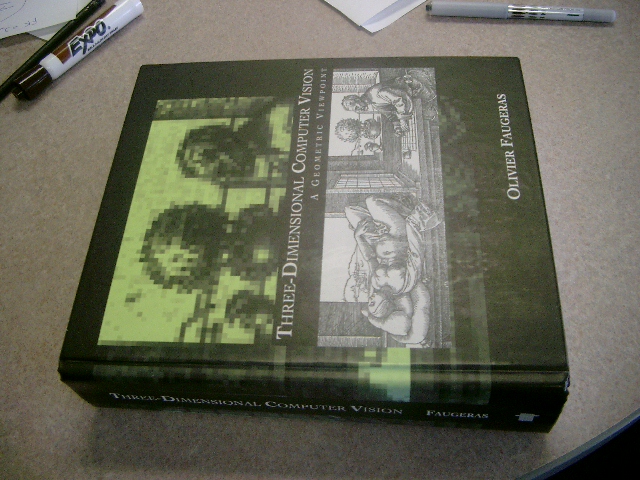 EXPO
THREE-DIMENSIONAL COMPUTER VISION
A GEOMETRIC VIEWPOINT
OLIVIER FAUGERAS
THREE-DIMENSIONAL COMPUTER VISION FAUGERAS